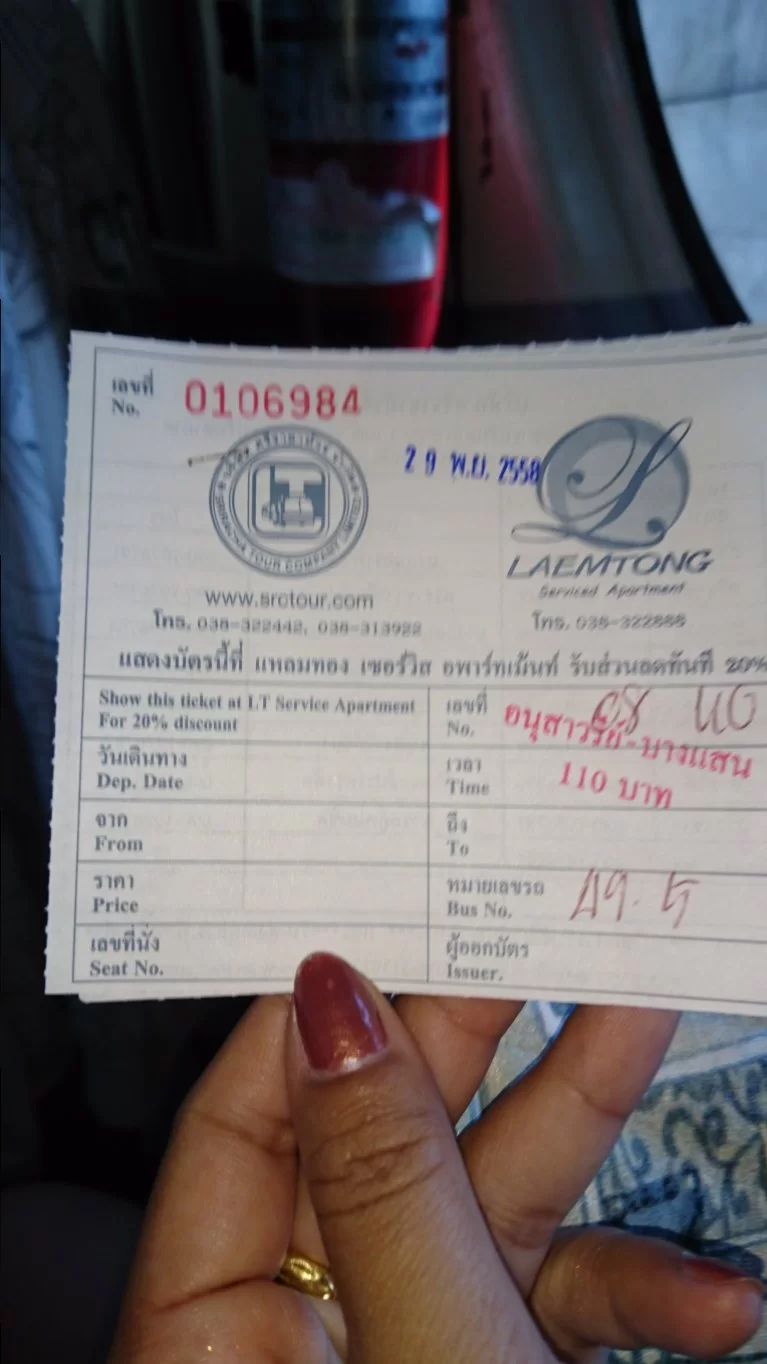 เลขที่
No. 0106984
29 พ.ย. 2558
SRIRACHA TOUR COMPANY LIMITED
LAEMTONG
Serviced Apartment
www.srctour.com
โทร. 038-322442, 038-313922
โทร. 038-322888
แสดงบัตรนี้ที่ แหลมทอง เซอร์วิส อพาร์ทเม้นท์ รับส่วนลดทันที 20%
Show this ticket at LT Service Apartment
For 20% discount
เลขที่
No.
อนุสาวรีย์-บางแสน
110 บาท
วันเดินทาง
Dep. Date
เวลา
Time
จาก
From
ถึง
To
ราคา
Price
หมายเลขรถ
Bus No.
เลขที่นั่ง
Seat No.
ผู้ออกบัตร
Issuer.